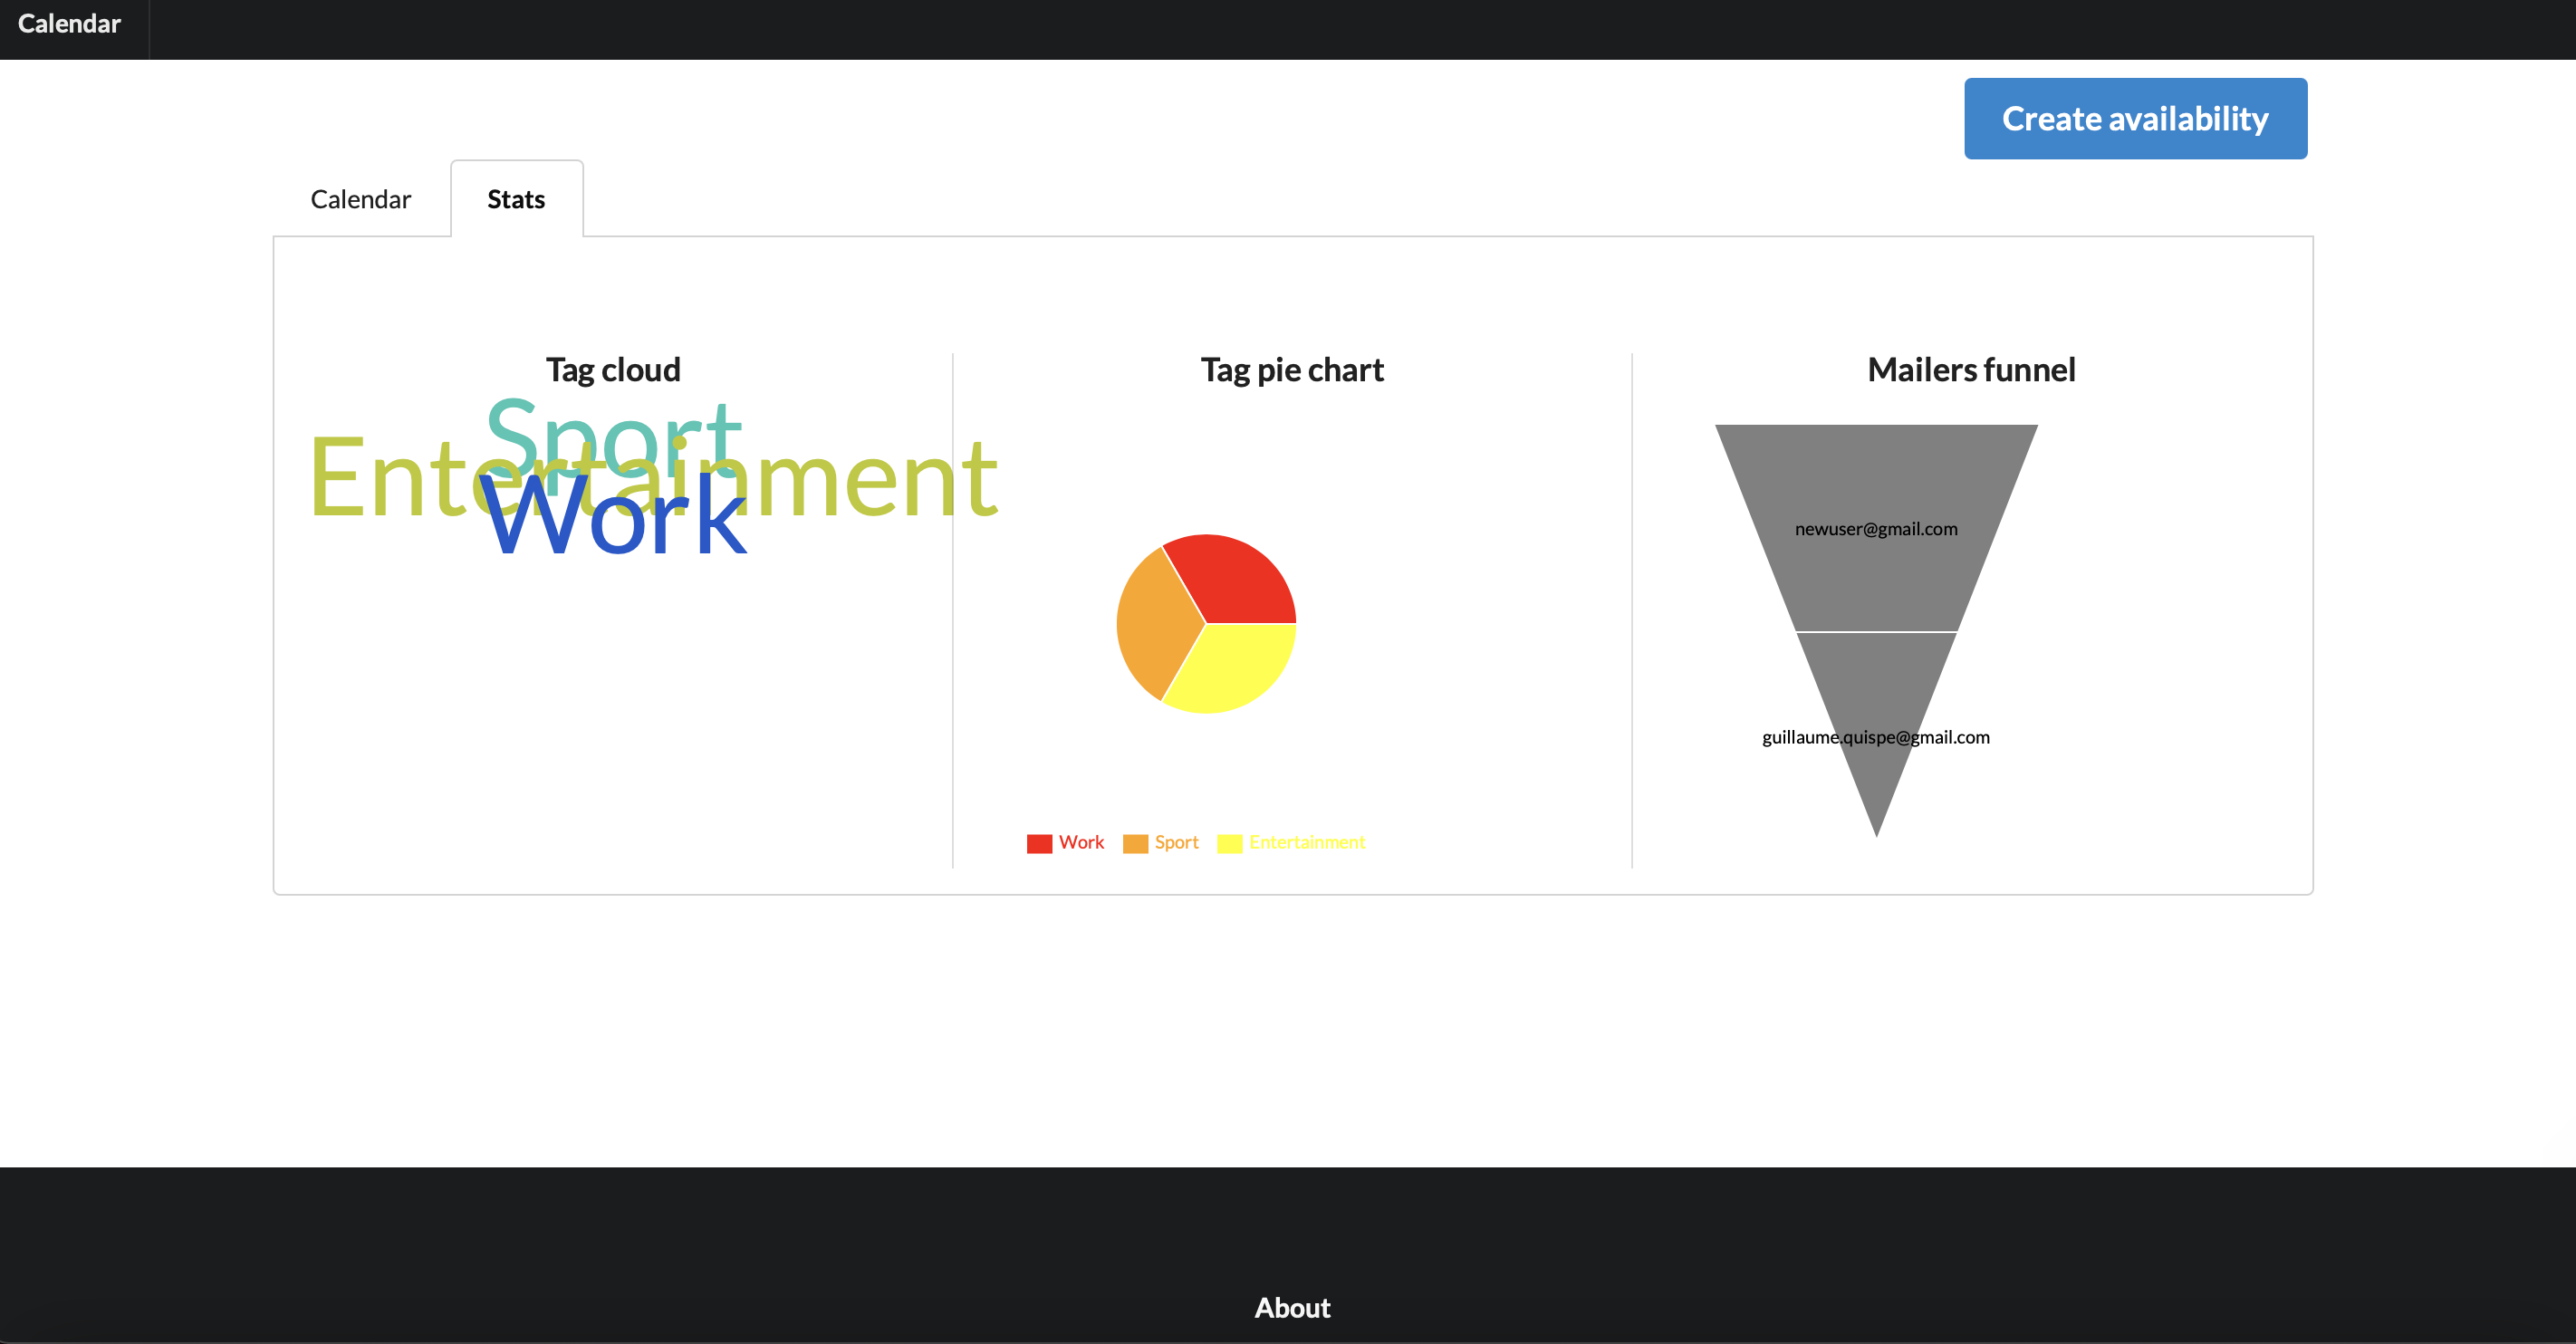 Calendar
Create availability
Calendar
Stats
Tag cloud
Sport
Entertainment
Work
Tag pie chart
Work
Sport
Entertainment
Mailers funnel
newuser@gmail.com
guillaume.quispe@gmail.com
About